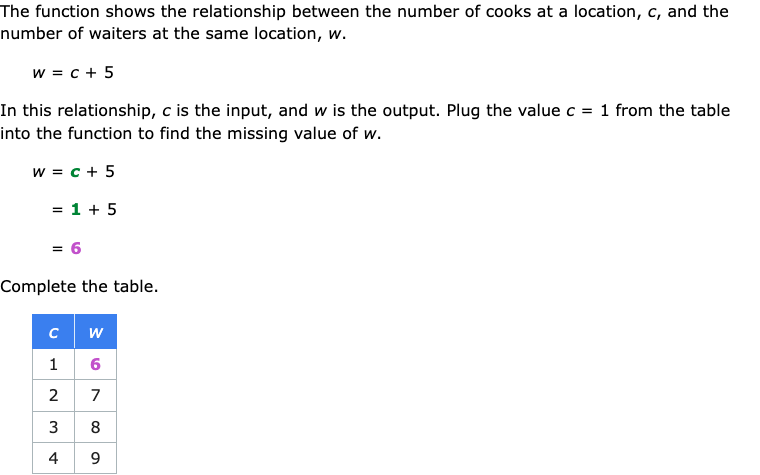 The function shows the relationship between the number of cooks at a location, c, and the
number of waiters at the same location, w.
w = c + 5
In this relationship, c is the input, and w is the output. Plug the value c = 1 from the table
into the function to find the missing value of w.
w = c + 5
= 1 + 5
= 6
Complete the table.
c w
1 6
2 7
3 8
4 9